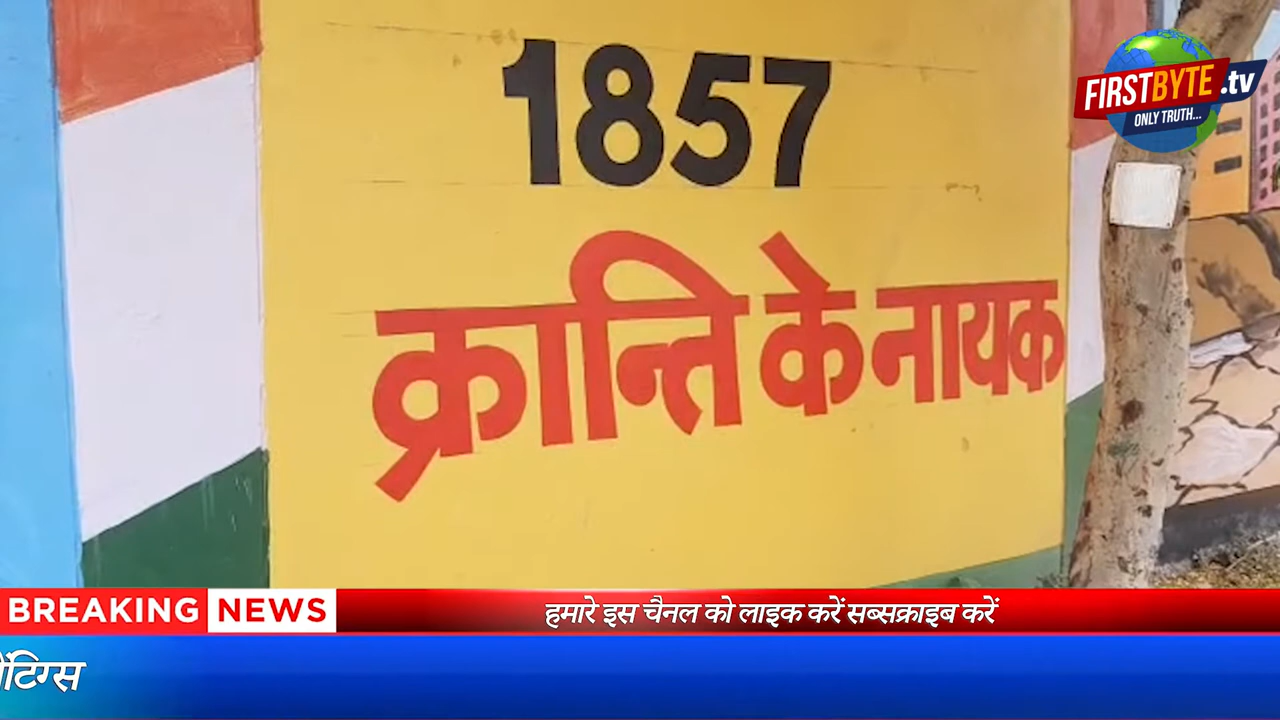 1857
क्रान्ति के नायक
FIRSTBYTE.tv
ONLY TRUTH...
BREAKING NEWS
हमारे इस चैनल को लाइक करें सब्सक्राइब करें